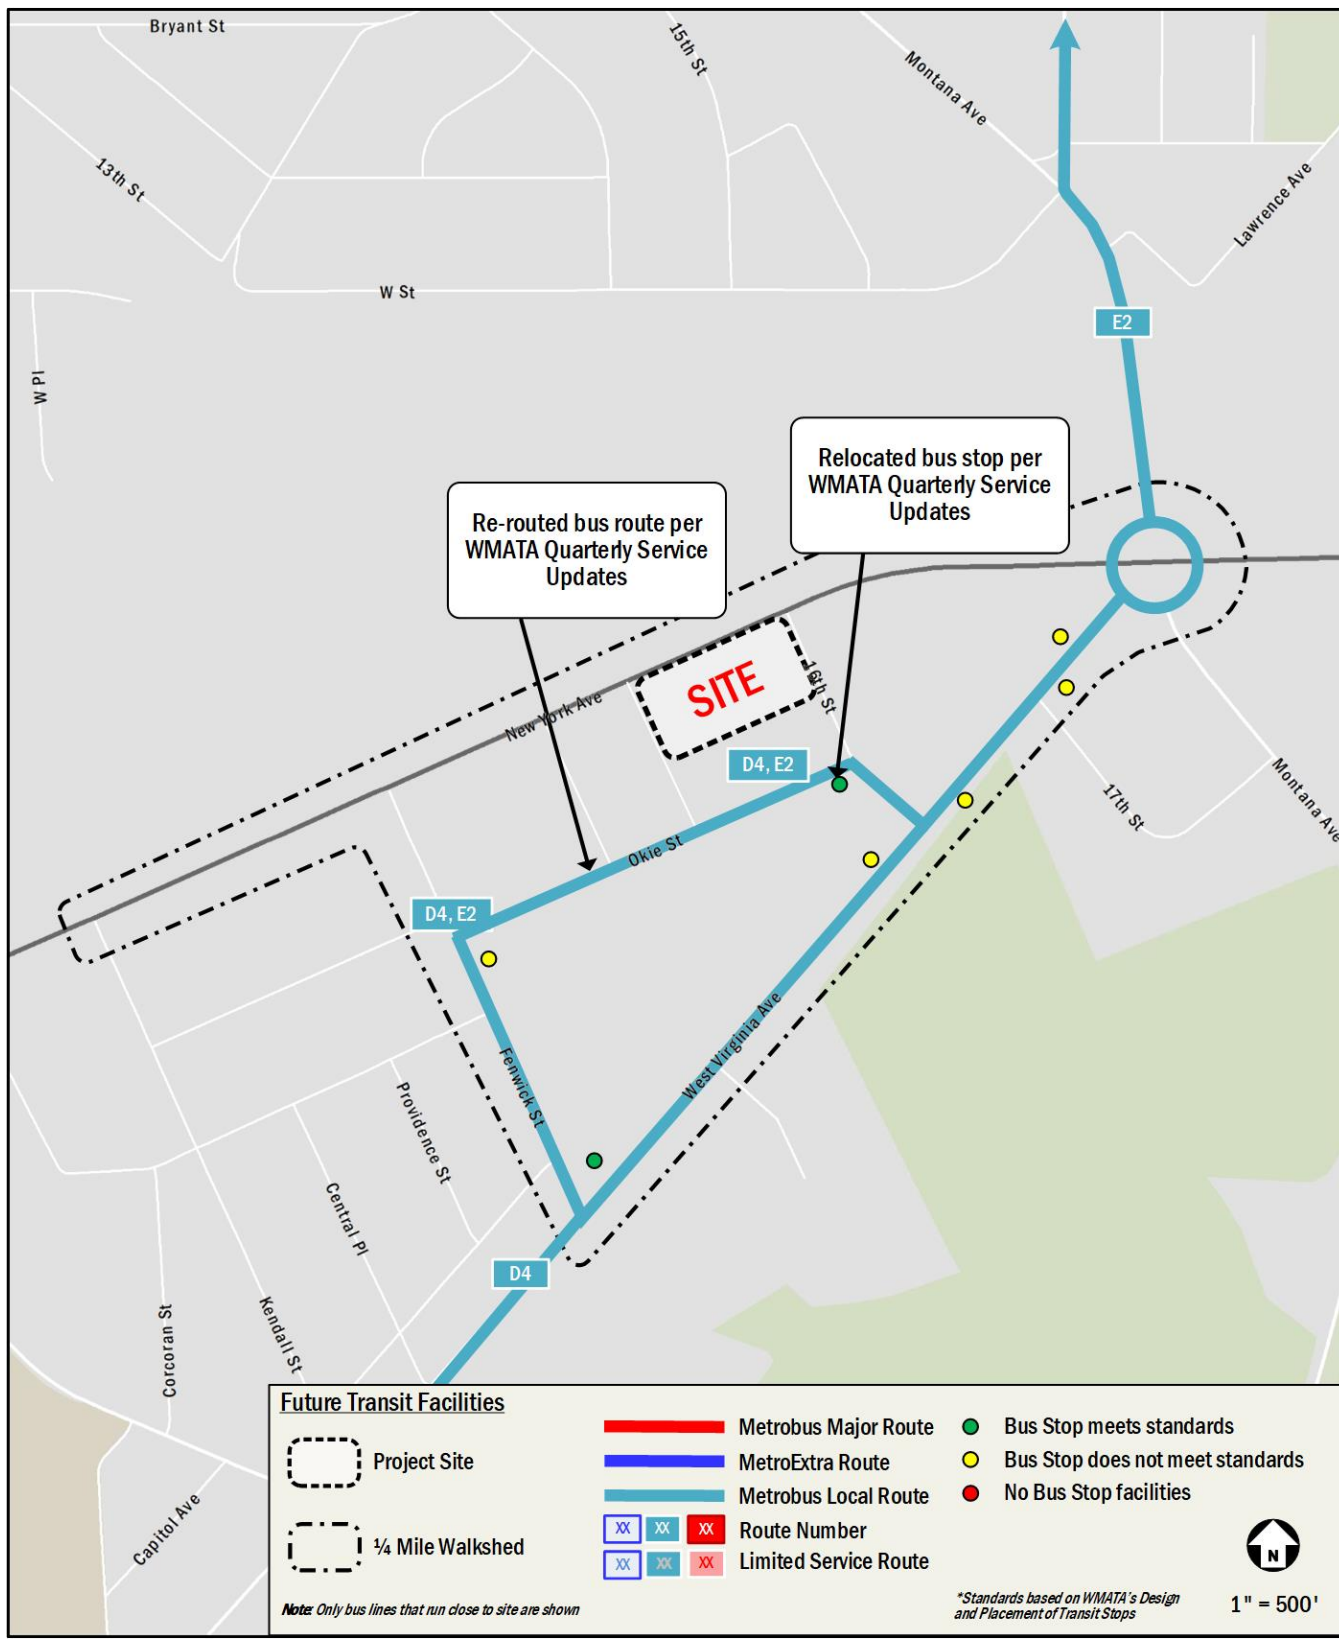 Bryant St
15th St
Montana Ave
13th St
Lawrence Ave
W St
E2
W Pl
Relocated bus stop per
WMATA Quarterly Service
Updates
Re-routed bus route per
WMATA Quarterly Service
Updates
SITE
16th St
New York Ave
D4, E2
Montana Ave
17th St
Okie St
D4, E2
West Virginia Ave
Fenwick St
Providence St
Central Pl
D4
Kendall St
Corcoran St
Capitol Ave
Future Transit Facilities
Project Site
¼ Mile Walkshed
Note: Only bus lines that run close to site are shown
Metrobus Major Route
MetroExtra Route
Metrobus Local Route
XX XX XX Route Number
XX XX XX Limited Service Route
Bus Stop meets standards
Bus Stop does not meet standards
No Bus Stop facilities
*Standards based on WMATA's Design
and Placement of Transit Stops
N
1" = 500'